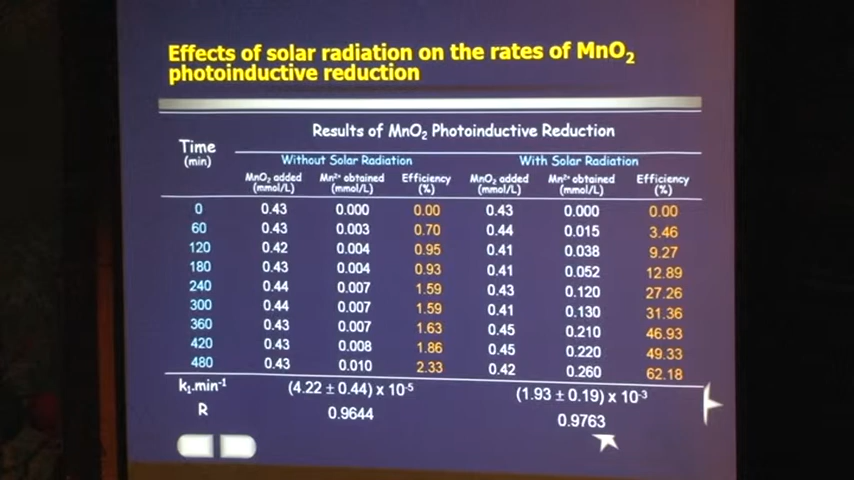 Effects of solar radiation on the rates of MnO₂
photoinductive reduction
Results of MnO₂ Photoinductive Reduction
Time
(min)
Without Solar Radiation With Solar Radiation
MnO₂ added Mn²⁺ obtained Efficiency MnO₂ added Mn²⁺ obtained Efficiency
(mmol/L) (mmol/L) (%) (mmol/L) (mmol/L) (%)
0 0.43 0.000 0.00 0.43 0.000 0.00
60 0.43 0.003 0.70 0.44 0.015 3.46
120 0.42 0.004 0.95 0.41 0.038 9.27
180 0.43 0.004 0.93 0.41 0.052 12.89
240 0.44 0.007 1.59 0.43 0.120 27.26
300 0.44 0.007 1.59 0.41 0.130 31.36
360 0.43 0.007 1.63 0.45 0.210 46.93
420 0.43 0.008 1.86 0.45 0.220 49.33
480 0.43 0.010 2.33 0.42 0.260 62.18
k₁.min⁻¹ (4.22 ± 0.44) x 10⁻⁵ (1.93 ± 0.19) x 10⁻³
R 0.9644 0.9763